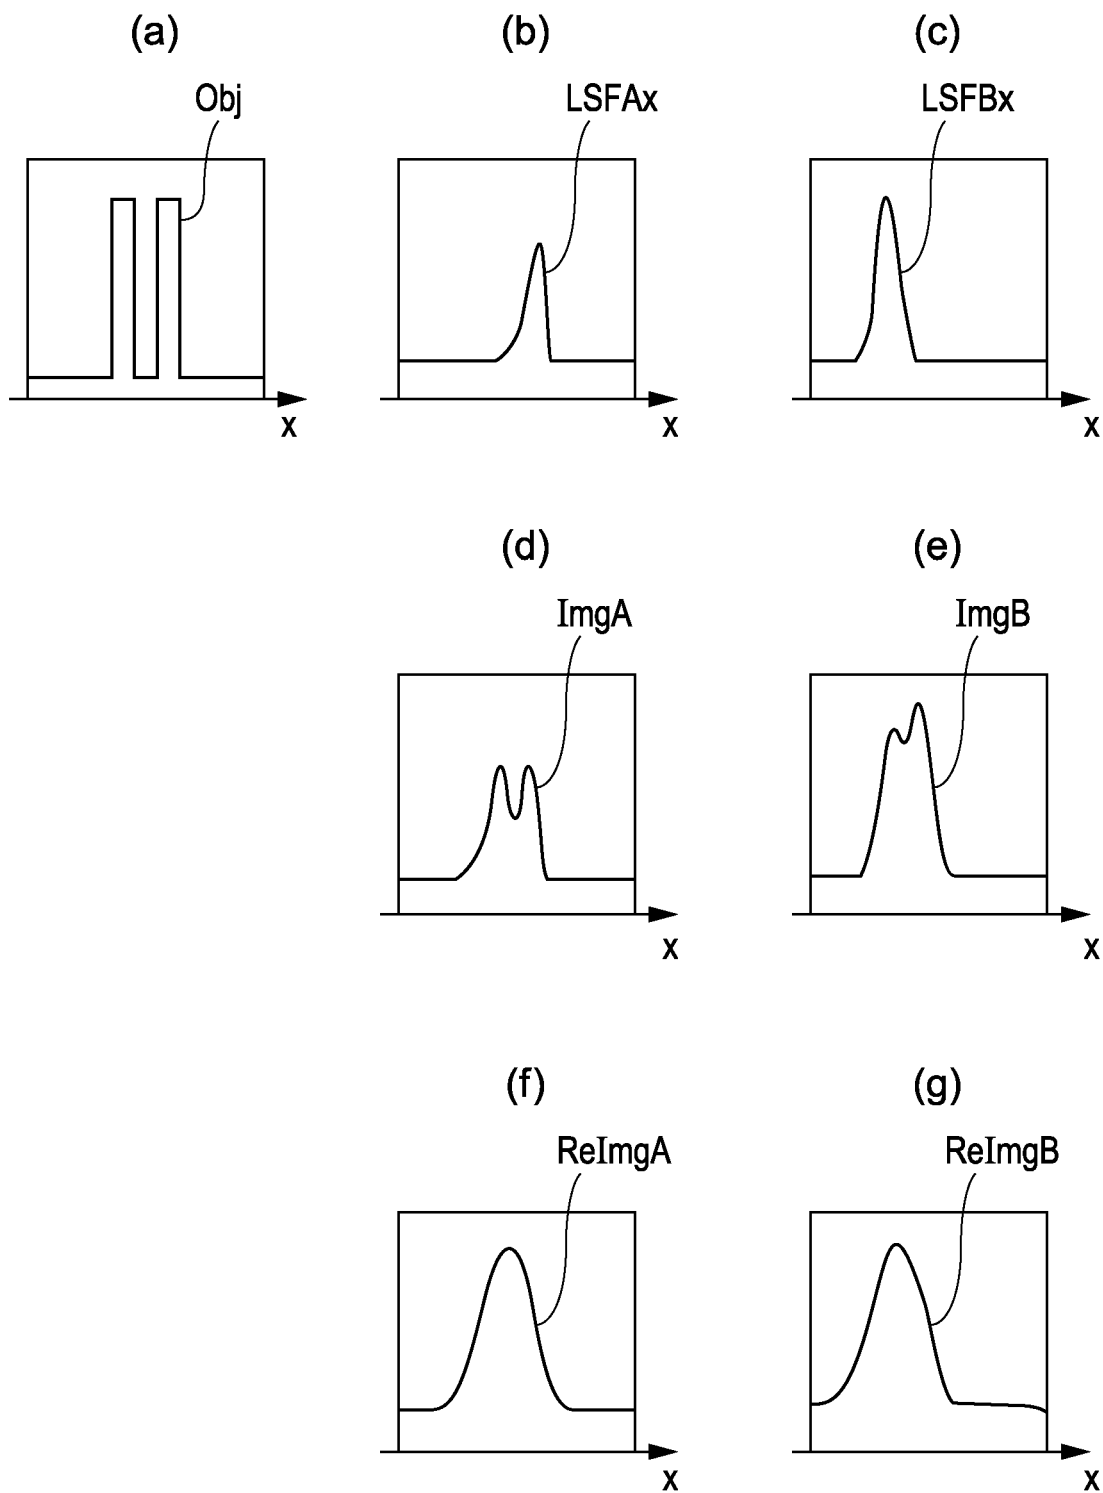 (a)
(b)
(c)
Obj
LSFAx
LSFBx
x
x
x
(d)
(e)
ImgA
ImgB
x
x
(f)
(g)
ReImgA
ReImgB
x
x